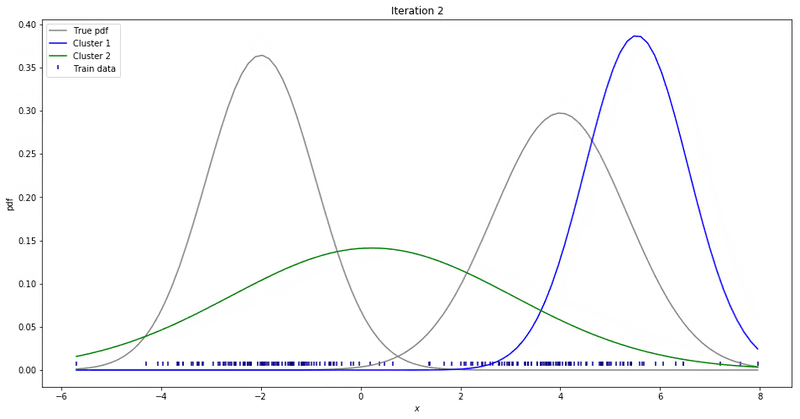 Iteration 2
0.40
0.35
0.30
0.25
0.20
0.15
0.10
0.05
0.00
pdf
True pdf
Cluster 1
Cluster 2
Train data
−6 −4 −2 0 2 4 6 8
x